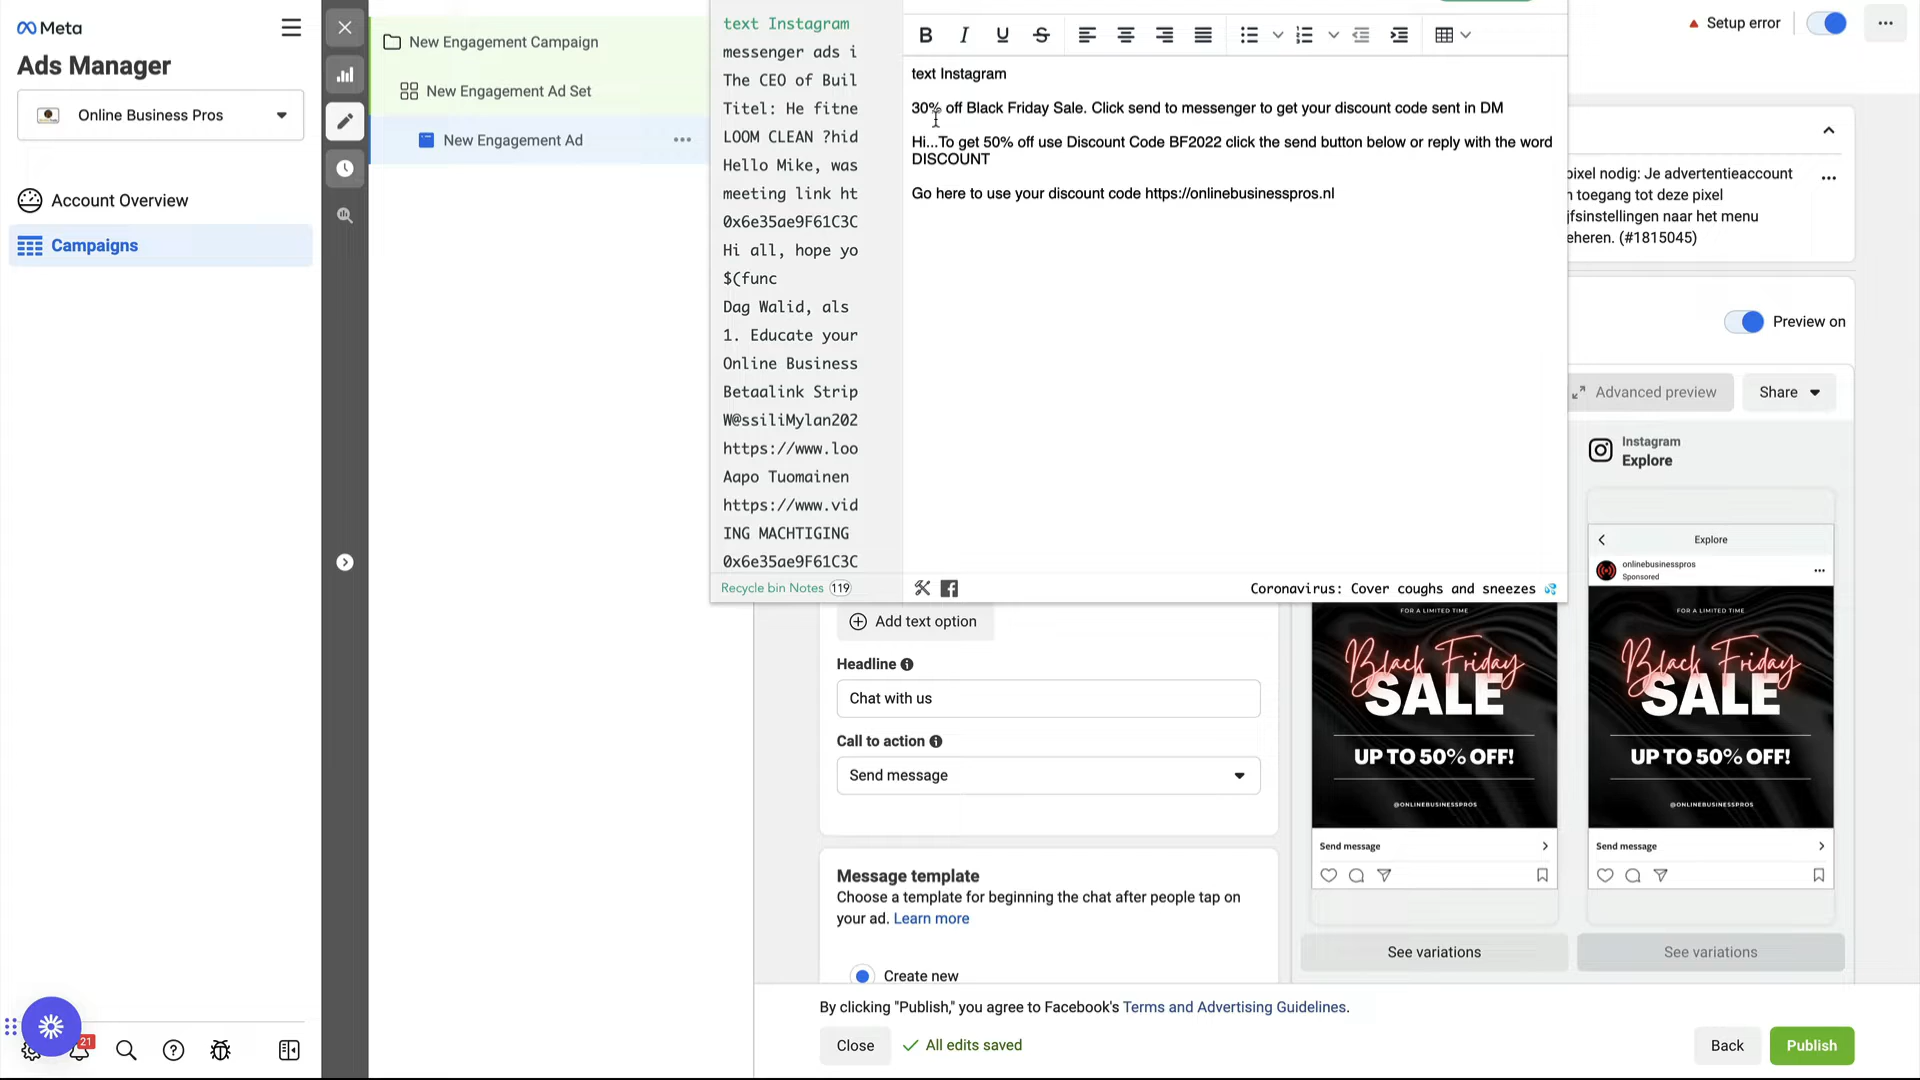 Meta
Ads Manager
Online Business Pros
Account Overview
Campaigns
21
New Engagement Campaign
New Engagement Ad Set
New Engagement Ad
text Instagram
messenger ads i
The CEO of Buil
Titel: He fitne
LOOM CLEAN ?hid
Hello Mike, was
meeting link ht
0x6e35ae9F61C3C
Hi all, hope yo
$(func
Dag Walid, als
1. Educate your
Online Business
Betaalink Strip
W@ssiliMylan202
https://www.loo
Aapo Tuomainen
https://www.vid
ING MACHTIGING
0x6e35ae9F61C3C
Recycle bin Notes 119
B I U S
text Instagram
30% off Black Friday Sale. Click send to messenger to get your discount code sent in DM
Hi...To get 50% off use Discount Code BF2022 click the send button below or reply with the word
DISCOUNT
Go here to use your discount code https://onlinebusinesspros.nl
Coronavirus: Cover coughs and sneezes
Setup error
pixel nodig: Je advertentieaccount
toegang tot deze pixel
jfsinstellingen naar het menu
eheren. (#1815045)
Preview on
Advanced preview
Share
Instagram
Explore
Explore
onlinebusinesspros
Sponsored
FOR A LIMITED TIME
Black Friday
SALE
UP TO 50% OFF!
@ONLINEBUSINESSPROS
Send message
See variations
FOR A LIMITED TIME
Black Friday
SALE
UP TO 50% OFF!
@ONLINEBUSINESSPROS
Send message
See variations
Add text option
Headline
Chat with us
Call to action
Send message
Message template
Choose a template for beginning the chat after people tap on
your ad. Learn more
Create new
By clicking "Publish," you agree to Facebook's Terms and Advertising Guidelines.
Close
All edits saved
Back
Publish